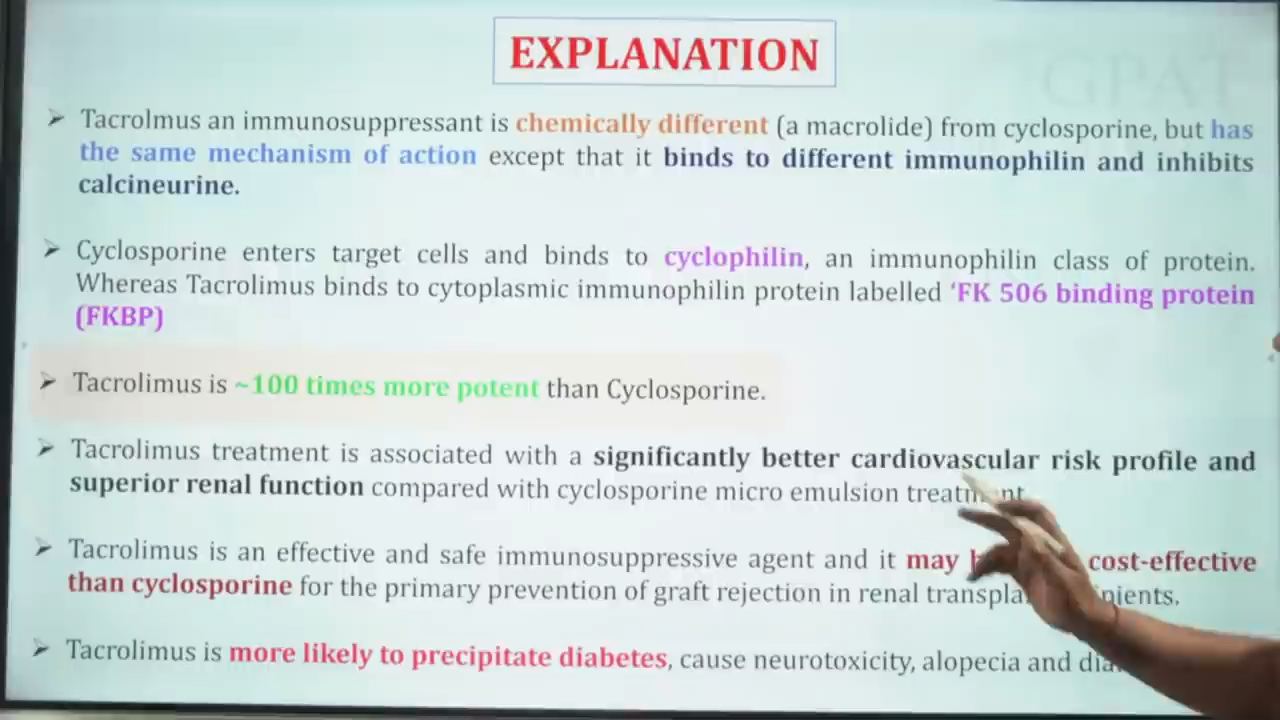 EXPLANATION
GPAT
➢ Tacrolmus an immunosuppressant is chemically different (a macrolide) from cyclosporine, but has
the same mechanism of action except that it binds to different immunophilin and inhibits
calcineurine.
➢ Cyclosporine enters target cells and binds to cyclophilin, an immunophilin class of protein.
Whereas Tacrolimus binds to cytoplasmic immunophilin protein labelled ‘FK 506 binding protein
(FKBP)
➢ Tacrolimus is ~100 times more potent than Cyclosporine.
➢ Tacrolimus treatment is associated with a significantly better cardiovascular risk profile and
superior renal function compared with cyclosporine micro emulsion treatment
➢ Tacrolimus is an effective and safe immunosuppressive agent and it may cost-effective
than cyclosporine for the primary prevention of graft rejection in renal
➢ Tacrolimus is more likely to precipitate diabetes, cause neurotoxicity, alopecia and